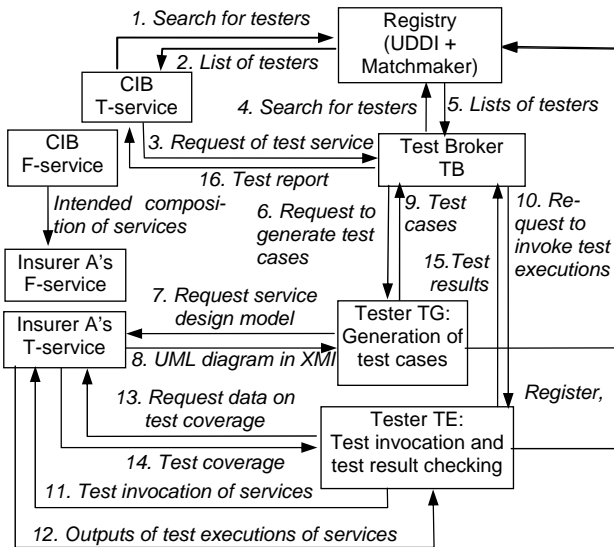 1. Search for testers
Registry
(UDDI +
Matchmaker)
2. List of testers
CIB
T-service
4. Search for testers
5. Lists of testers
3. Request of test service
CIB
F-service
Test Broker
TB
16. Test report
Intended composi-
tion of services
6. Request to
generate test
cases
9. Test
cases
10. Re-
quest to
invoke test
executions
15.Test
results
Insurer A's
F-service
7. Request service
design model
Insurer A's
T-service
Tester TG:
Generation of
test cases
8. UML diagram in XMI
13. Request data on
test coverage
Register,
Tester TE:
Test invocation and
test result checking
14. Test coverage
11. Test invocation of services
12. Outputs of test executions of services